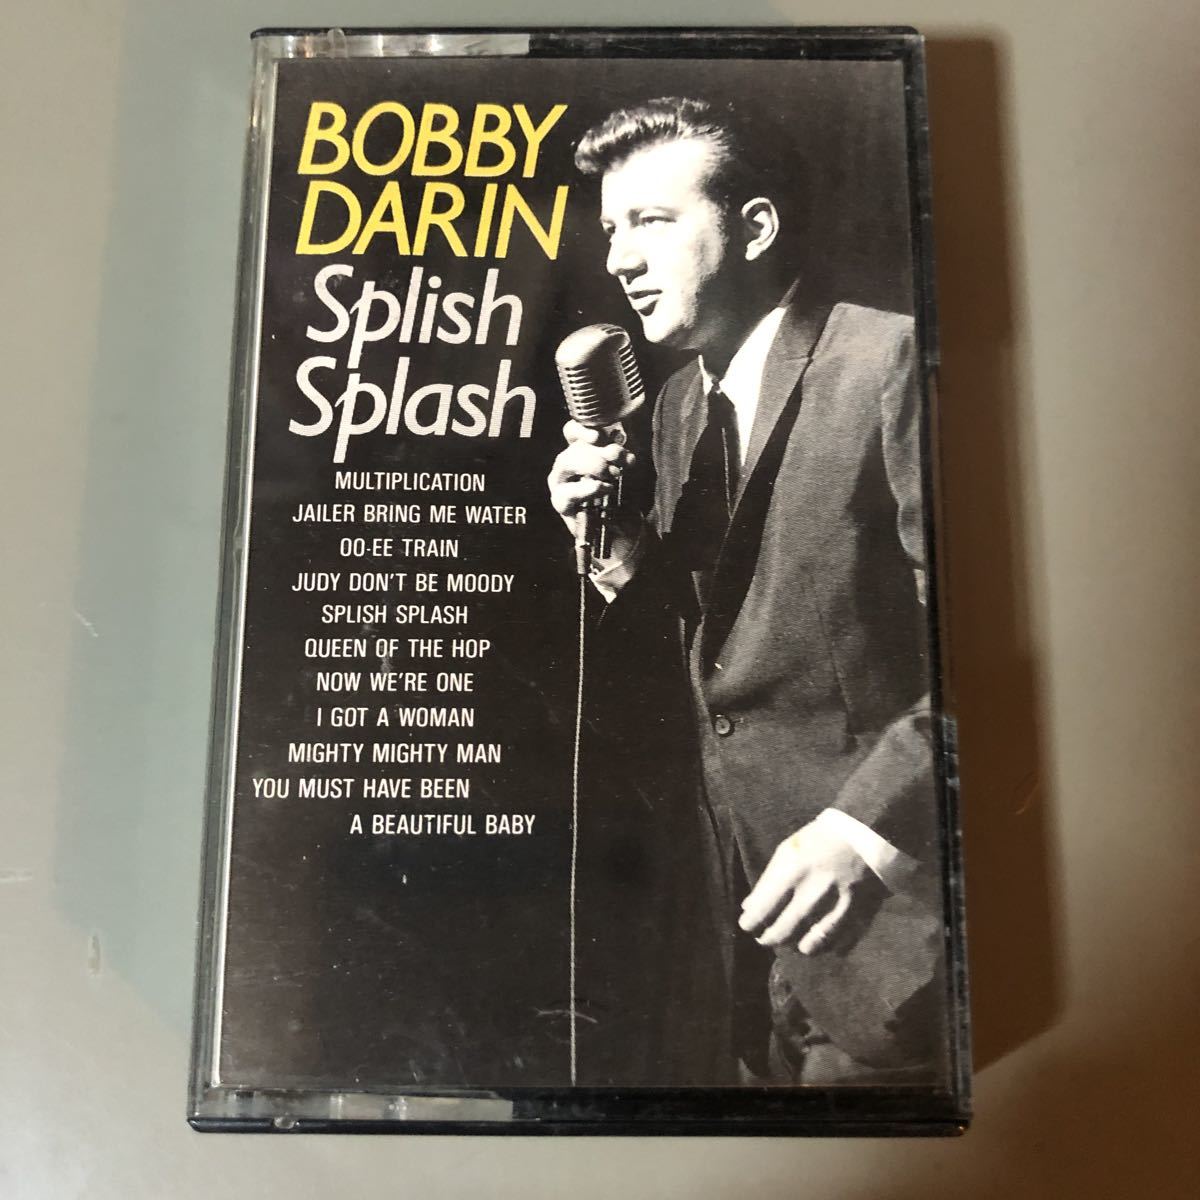 BOBBY
DARIN
Splish
Splash
MULTIPLICATION
JAILER BRING ME WATER
OO-EE TRAIN
JUDY DON'T BE MOODY
SPLISH SPLASH
QUEEN OF THE HOP
NOW WE'RE ONE
I GOT A WOMAN
MIGHTY MIGHTY MAN
YOU MUST HAVE BEEN
A BEAUTIFUL BABY